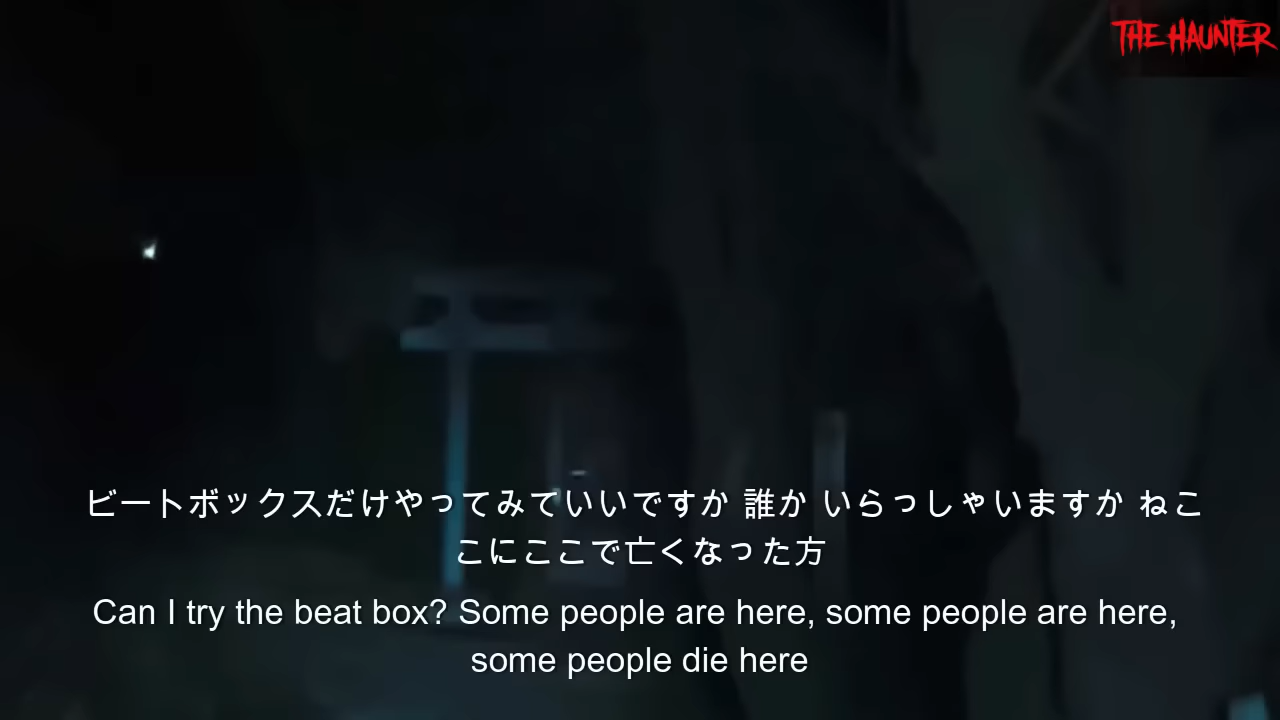 THE HAUNTER
ビートボックスだけやってみていいですか 誰か いらっしゃいますか ねこ
こにここで亡くなった方
Can I try the beat box? Some people are here, some people are here,
some people die here